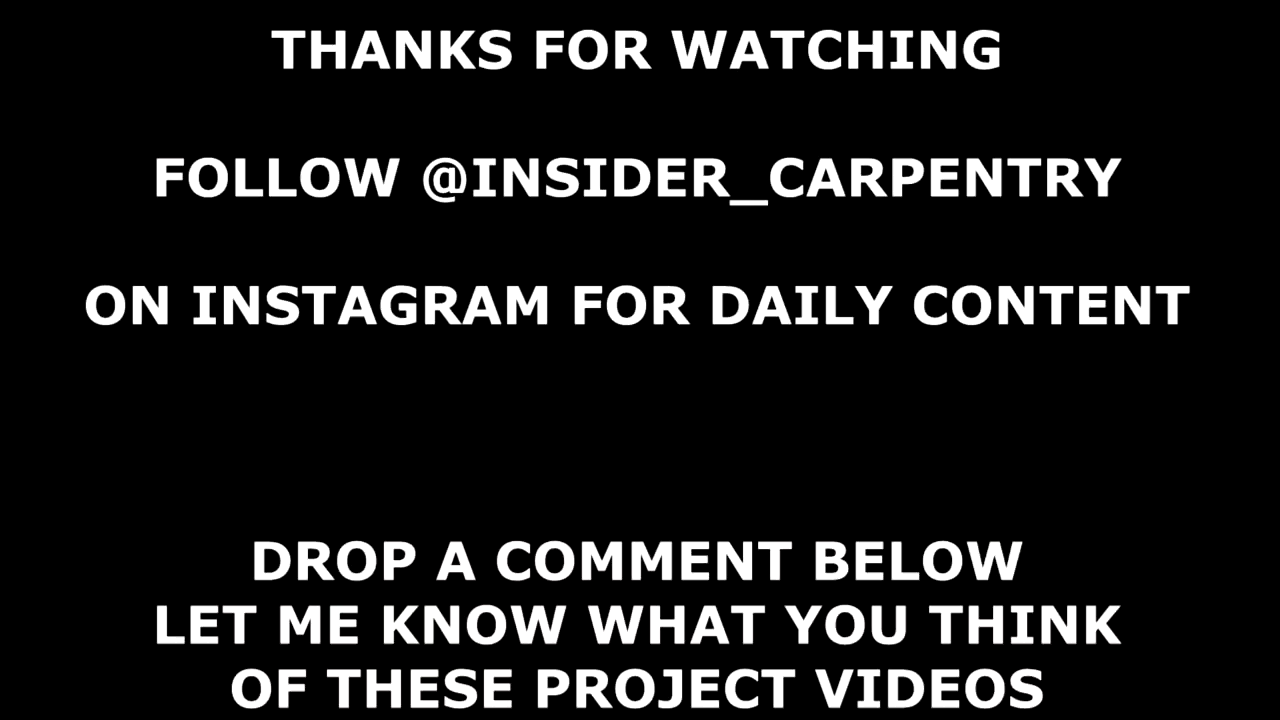 THANKS FOR WATCHING
FOLLOW @INSIDER_CARPENTRY
ON INSTAGRAM FOR DAILY CONTENT
DROP A COMMENT BELOW
LET ME KNOW WHAT YOU THINK
OF THESE PROJECT VIDEOS